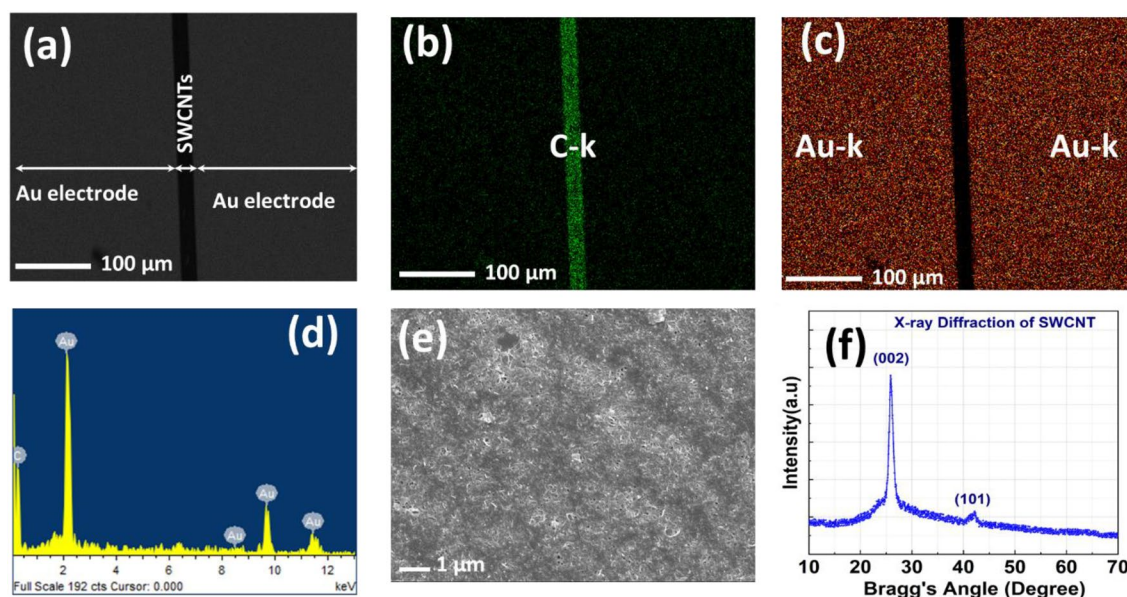 (a)
SWCNTs
Au electrode
Au electrode
100 µm
(b)
C-k
100 µm
(c)
Au-k
Au-k
100 µm
(d)
Au
C
Au
Au
Au
2 4 6 8 10 12
Full Scale 192 cts Cursor: 0.000
keV
(e)
1 µm
X-ray Diffraction of SWCNT
(f)
(002)
(101)
Intensity(a.u)
10 20 30 40 50 60 70
Bragg's Angle (Degree)